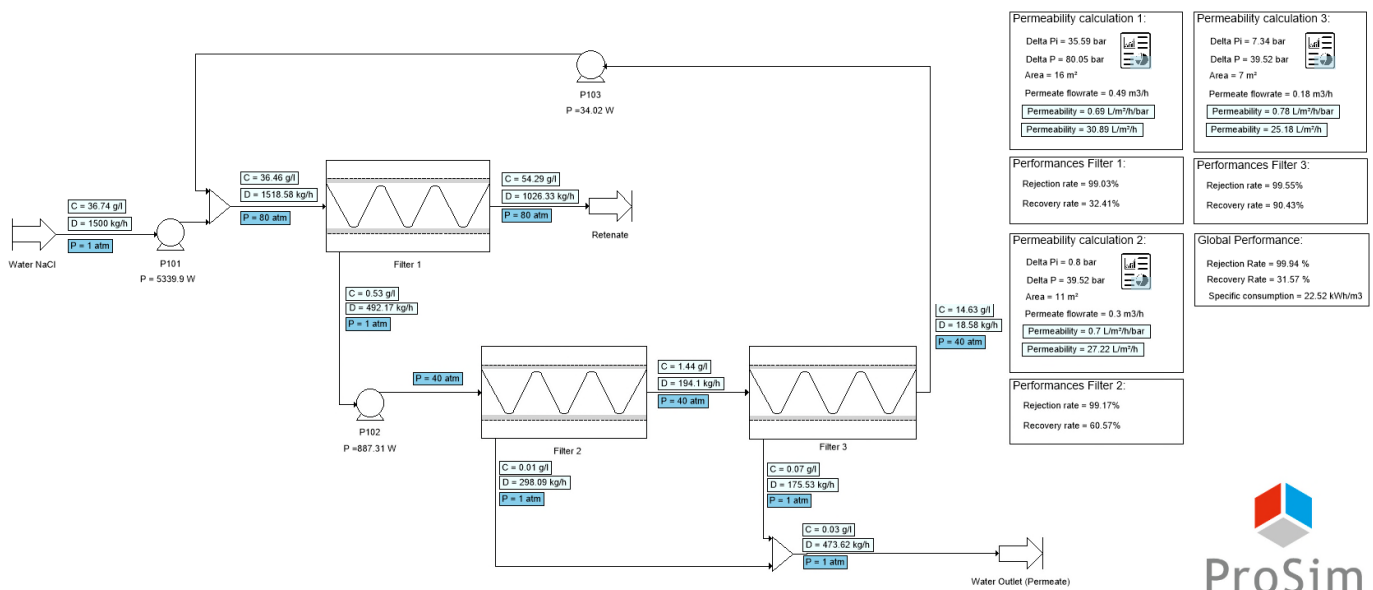 P103
P =34.02 W
C = 36.74 g/l
D = 1500 kg/h
P = 1 atm
Water NaCl
P101
P = 5339.9 W
C = 36.46 g/l
D = 1518.58 kg/h
P = 80 atm
Filter 1
C = 54.29 g/l
D = 1026.33 kg/h
P = 80 atm
Retenate
C = 0.53 g/l
D = 492.17 kg/h
P = 1 atm
P = 40 atm
P102
P =887.31 W
Filter 2
C = 1.44 g/l
D = 194.1 kg/h
P = 40 atm
Filter 3
C = 14.63 g/l
D = 18.58 kg/h
P = 40 atm
C = 0.01 g/l
D = 298.09 kg/h
P = 1 atm
C = 0.07 g/l
D = 175.53 kg/h
P = 1 atm
C = 0.03 g/l
D = 473.62 kg/h
P = 1 atm
Water Outlet (Permeate)
Permeability calculation 1:
Delta Pi = 35.59 bar
Delta P = 80.05 bar
Area = 16 m²
Permeate flowrate = 0.49 m3/h
Permeability = 0.69 L/m²/h/bar
Permeability = 30.89 L/m²/h
Permeability calculation 3:
Delta Pi = 7.34 bar
Delta P = 39.52 bar
Area = 7 m²
Permeate flowrate = 0.18 m3/h
Permeability = 0.78 L/m²/h/bar
Permeability = 25.18 L/m²/h
Performances Filter 1:
Rejection rate = 99.03%
Recovery rate = 32.41%
Performances Filter 3:
Rejection rate = 99.55%
Recovery rate = 90.43%
Permeability calculation 2:
Delta Pi = 0.8 bar
Delta P = 39.52 bar
Area = 11 m²
Permeate flowrate = 0.3 m3/h
Permeability = 0.7 L/m²/h/bar
Permeability = 27.22 L/m²/h
Global Performance:
Rejection Rate = 99.94 %
Recovery Rate = 31.57 %
Specific consumption = 22.52 kWh/m3
Performances Filter 2:
Rejection rate = 99.17%
Recovery rate = 60.57%
ProSim